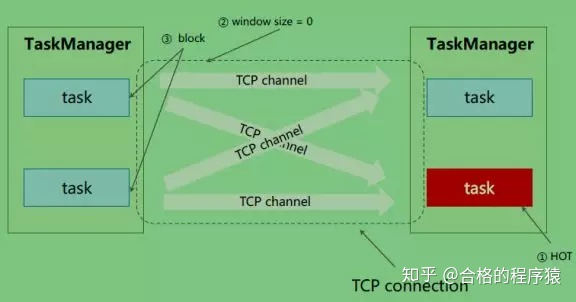 ② window size = 0
TaskManager
③ block
TaskManager
TCP channel
task
task
TCP channel
TCP channel
task
TCP channel
task
① HOT
TCP connection
知乎 @合格的程序猿